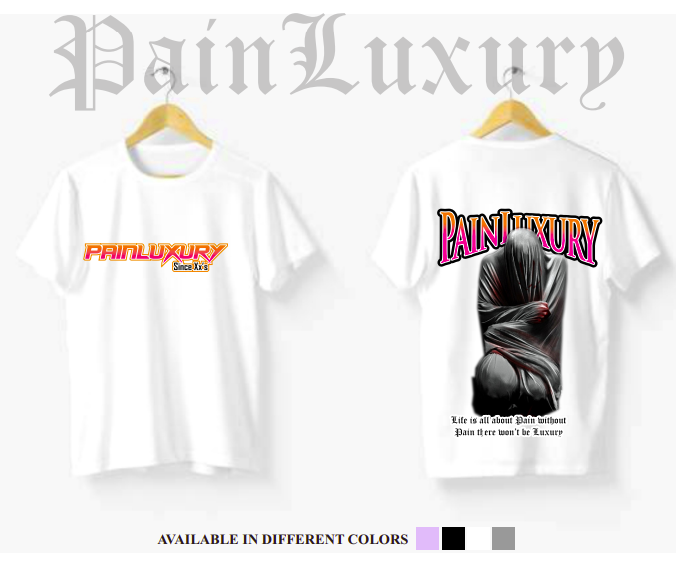 PainLuxury
PAINLUXURY
Since Xx's
PAINLUXURY
Life is all about Pain without
Pain there won't be Luxury
AVAILABLE IN DIFFERENT COLORS